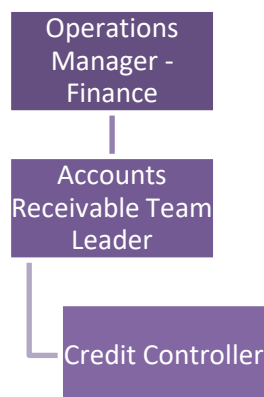 Operations
Manager -
Finance
Accounts
Receivable Team
Leader
Credit Controller